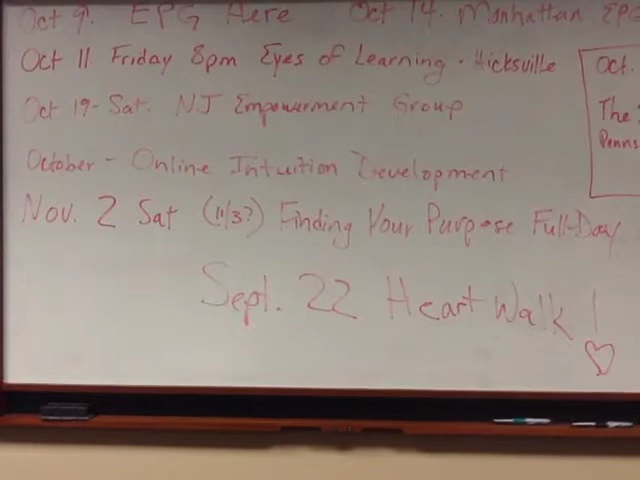 Oct 9. EPG Here Oct 14. Manhattan EPG
Oct 11 Friday 8pm Eyes of Learning - Hicksville
Oct 19 - Sat. NJ Empowerment Group
October - Online Intuition Development
Nov. 2 Sat (11/3?) Finding Your Purpose Full-Day
Sept. 22 Heart Walk!
Oct.
The
Penns